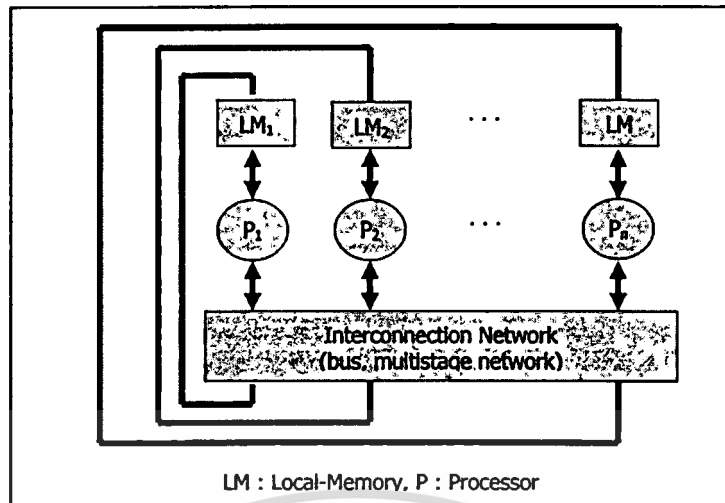 LM₁ LM₂ ... LM
P₁ P₂ ... Pₙ
Interconnection Network
(bus, multistage network)
LM : Local-Memory, P : Processor